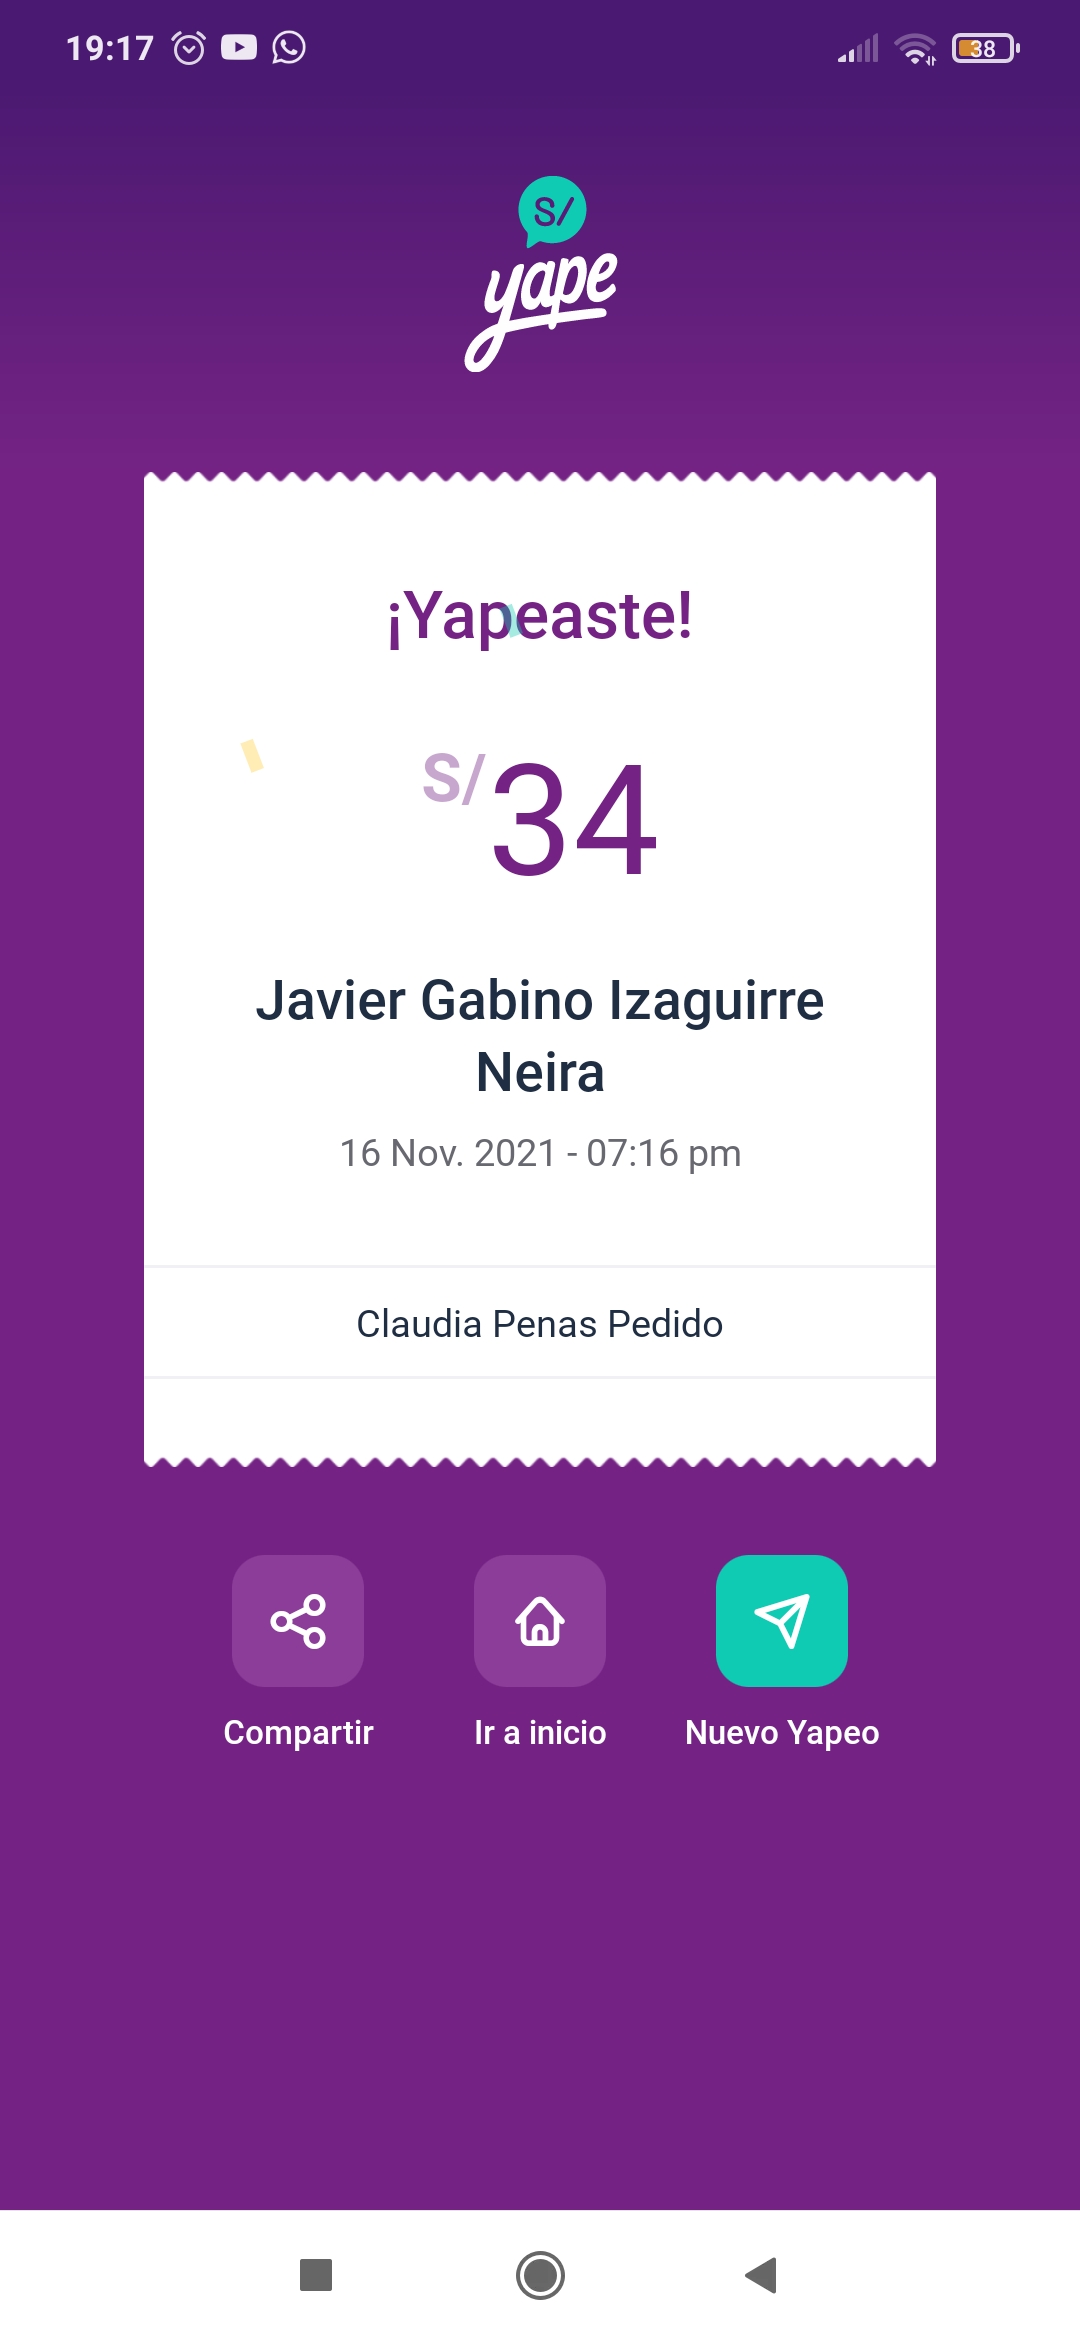 19:17
38
S/
yape
¡Yapeaste!
S/34
Javier Gabino Izaguirre
Neira
16 Nov. 2021 - 07:16 pm
Claudia Penas Pedido
Compartir
Ir a inicio
Nuevo Yapeo